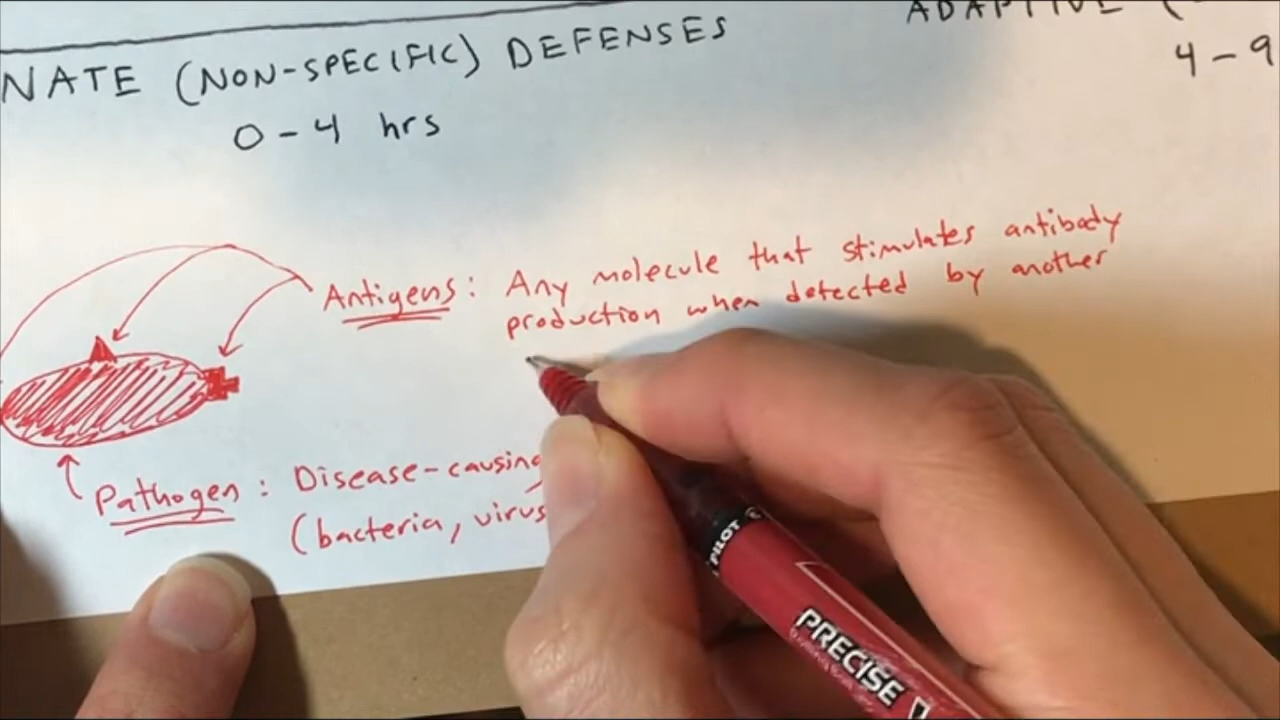 NATE (NON-SPECIFIC) DEFENSES
0-4 hrs
ADAPTIVE (
4-9
Antigens: Any molecule that stimulates antibody
production when detected by another
Pathogen: Disease-causing
(bacteria, virus
PILOT
PRECISE